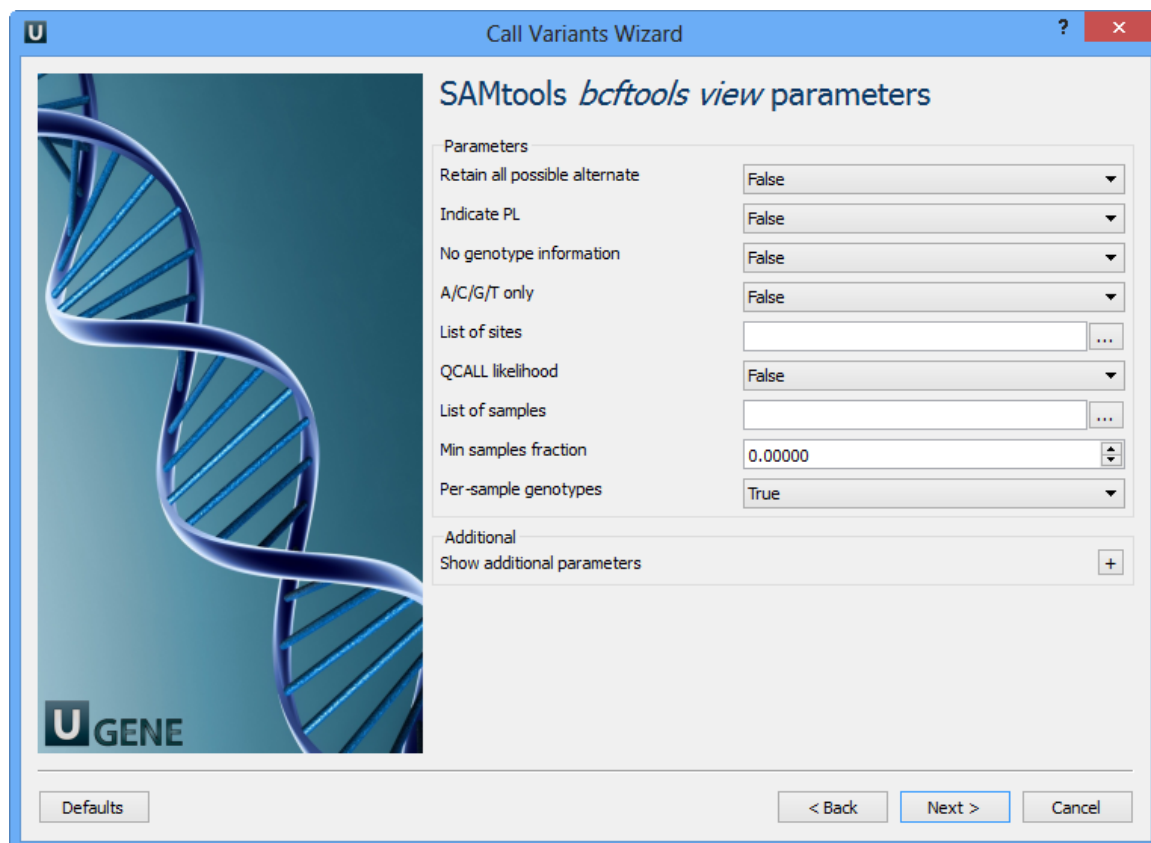 U
Call Variants Wizard
?
SAMtools bcftools view parameters
Parameters
Retain all possible alternate
False
Indicate PL
False
No genotype information
False
A/C/G/T only
False
List of sites
...
QCALL likelihood
False
List of samples
...
Min samples fraction
0.00000
Per-sample genotypes
True
Additional
Show additional parameters
+
U GENE
Defaults
< Back
Next >
Cancel